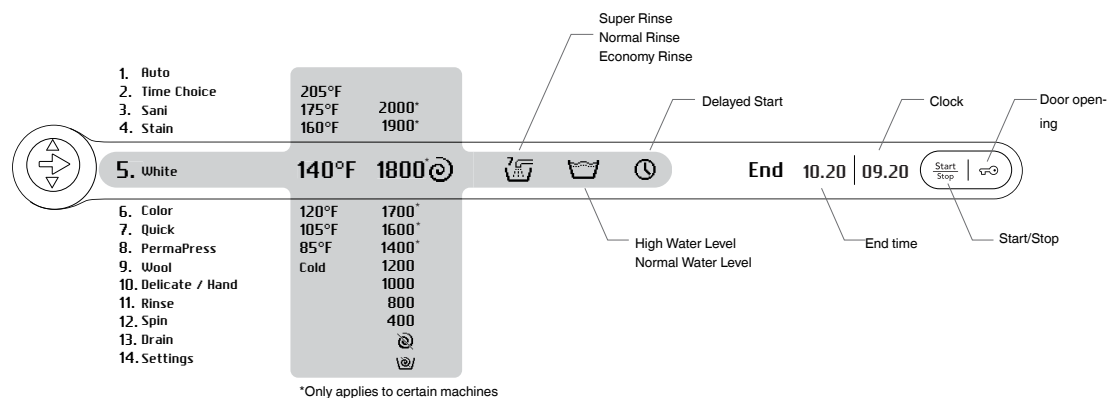 Super Rinse
Normal Rinse
Economy Rinse
1. Auto
2. Time Choice 205°F
3. Sani 175°F 2000*
4. Stain 160°F 1900*
Delayed Start
Clock
Door open-
ing
5. White 140°F 1800* 7 End 10.20 09.20 Start
Stop
6. Color 120°F 1700*
7. Quick 105°F 1600*
8. PermaPress 85°F 1400*
9. Wool Cold 1200
10. Delicate / Hand 1000
11. Rinse 800
12. Spin 400
13. Drain
14. Settings
High Water Level
Normal Water Level
End time
Start/Stop
*Only applies to certain machines